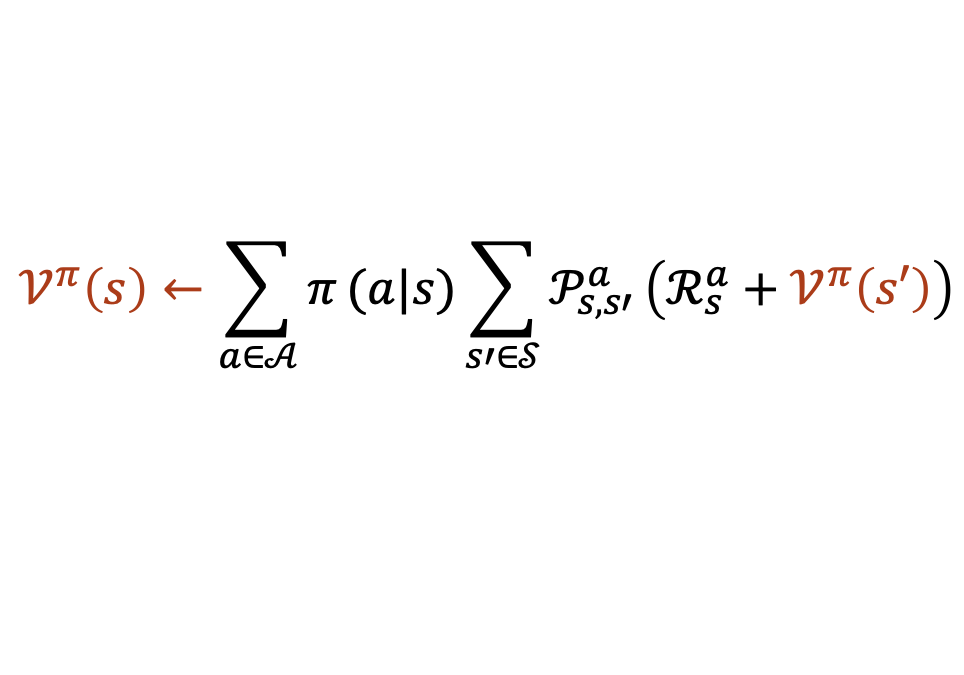 𝒱^π(s) ← ∑_{a∈𝒜} π (a|s) ∑_{s′∈𝒮} 𝒫^a_{s,s′} (ℛ^a_s + 𝒱^π(s′))